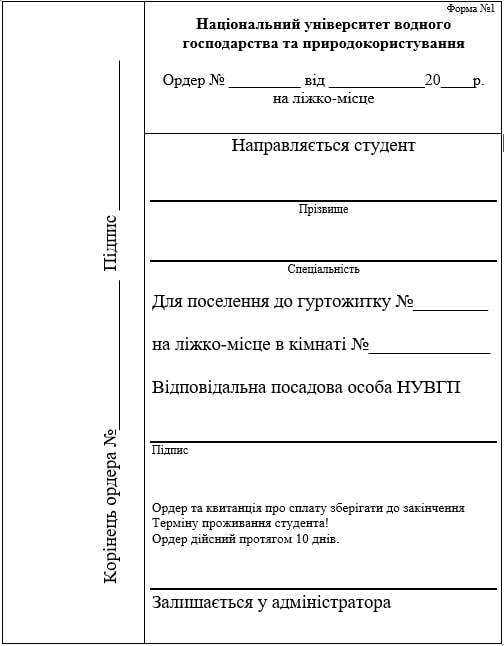 Форма №1
Національний університет водного
господарства та природокористування
Ордер № _________ від ____________20____р.
на ліжко-місце
Направляється студент
Прізвище
Спеціальність
Для поселення до гуртожитку №________
на ліжко-місце в кімнаті №_____________
Відповідальна посадова особа НУВГП
Підпис
Ордер та квитанція про сплату зберігати до закінчення
Терміну проживання студента!
Ордер дійсний протягом 10 днів.
Залишається у адміністратора
Корінець ордера №________________ Підпис ________________